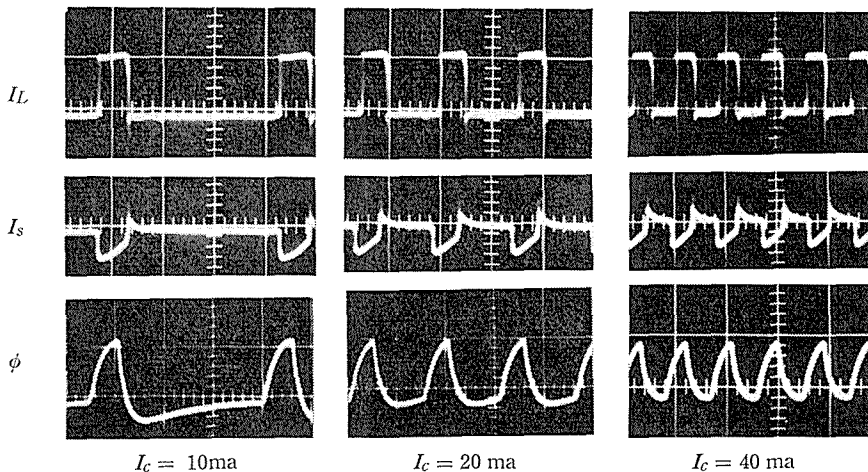 I_L
I_s
ϕ
I_c = 10ma
I_c = 20 ma
I_c = 40 ma